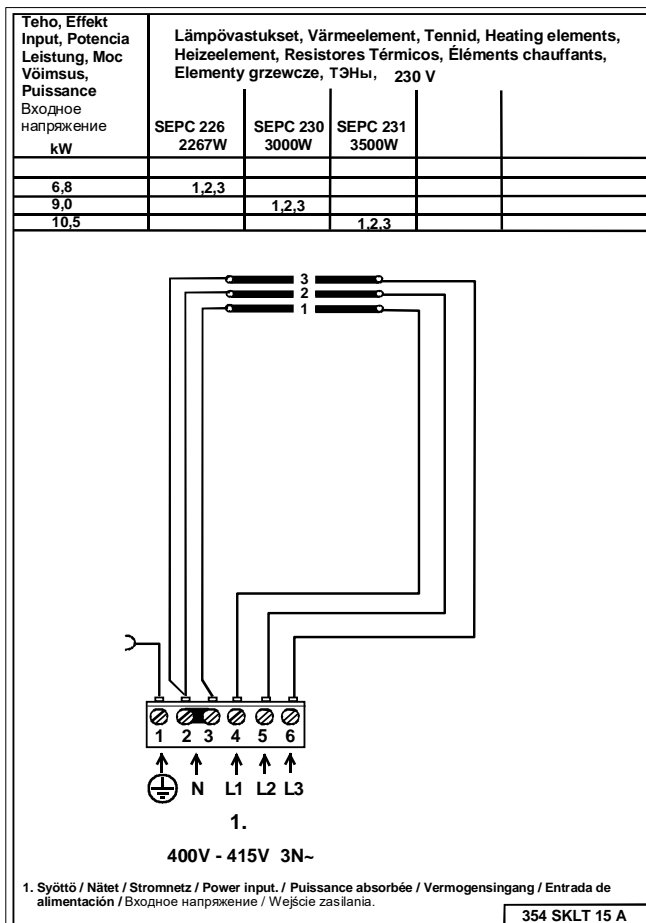 Teho, Effekt
Input, Potencia
Leistung, Moc
Vöimsus,
Puissance
Входное
напряжение
kW
Lämpövastukset, Värmeelement, Tennid, Heating elements,
Heizeelement, Resistores Térmicos, Éléments chauffants,
Elementy grzewcze, ТЭНы, 230 V
SEPC 226 SEPC 230 SEPC 231
2267W 3000W 3500W
6,8 1,2,3
9,0 1,2,3
10,5 1,2,3
3
2
1
1 2 3 4 5 6
N L1 L2 L3
1.
400V - 415V 3N~
1. Syöttö / Nätet / Stromnetz / Power input. / Puissance absorbée / Vermogensingang / Entrada de
alimentación / Входное напряжение / Wejście zasilania.
354 SKLT 15 A